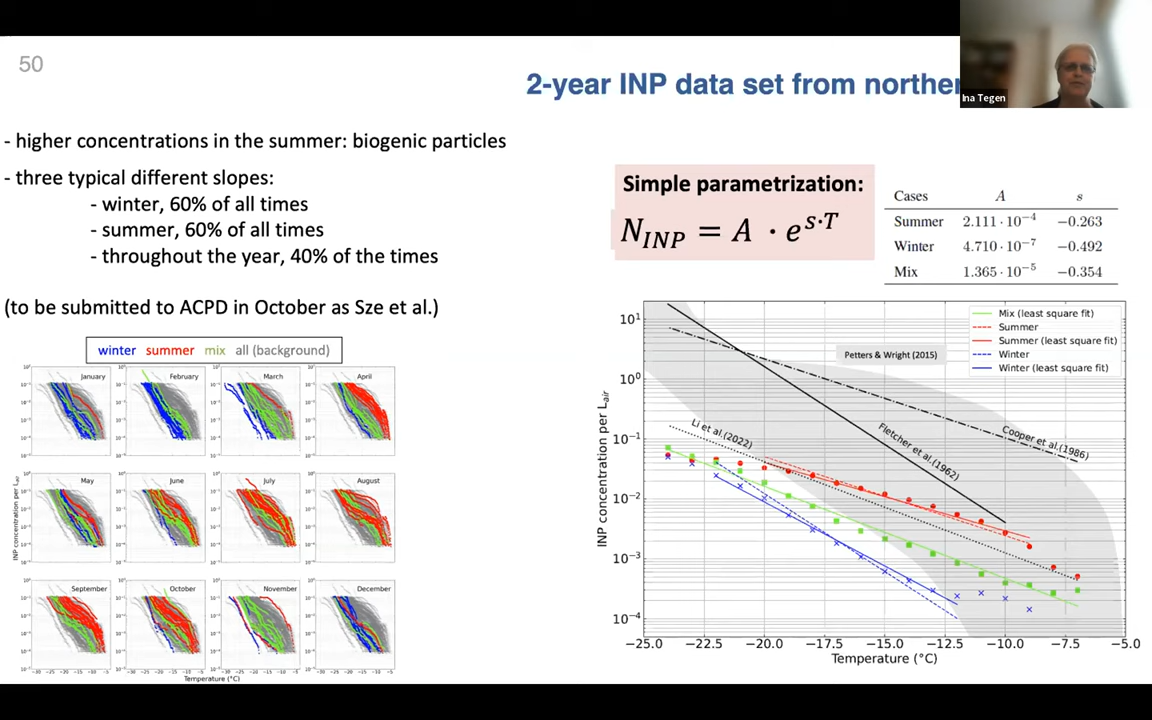 50
2-year INP data set from norther
Ina Tegen
- higher concentrations in the summer: biogenic particles
- three typical different slopes:
- winter, 60% of all times
- summer, 60% of all times
- throughout the year, 40% of the times
(to be submitted to ACPD in October as Sze et al.)
Simple parametrization:
N_INP = A · e^{s·T}
Cases A s
Summer 2.111 · 10⁻⁴ −0.263
Winter 4.710 · 10⁻⁷ −0.492
Mix 1.365 · 10⁻⁵ −0.354
winter summer mix all (background)
January February March April
May June July August
September October November December
INP concentration per L air
Temperature (°C)
Mix (least square fit)
Summer
Summer (least square fit)
Winter
Winter (least square fit)
Petters & Wright (2015)
Li et al.(2022)
Fletcher et al.(1962)
Cooper et al.(1986)
INP concentration per L_air
10¹
10⁰
10⁻¹
10⁻²
10⁻³
10⁻⁴
−25.0 −22.5 −20.0 −17.5 −15.0 −12.5 −10.0 −7.5 −5.0
Temperature (°C)